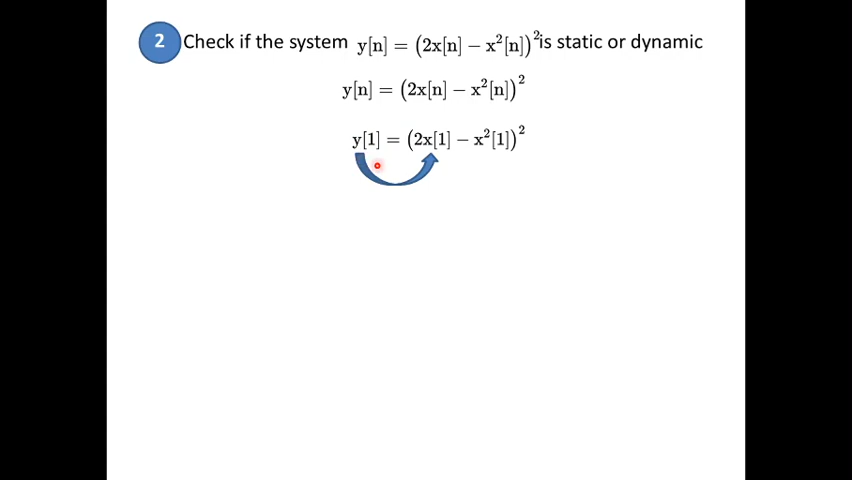 2 Check if the system y[n] = (2x[n] − x²[n])² is static or dynamic
y[n] = (2x[n] − x²[n])²
y[1] = (2x[1] − x²[1])²